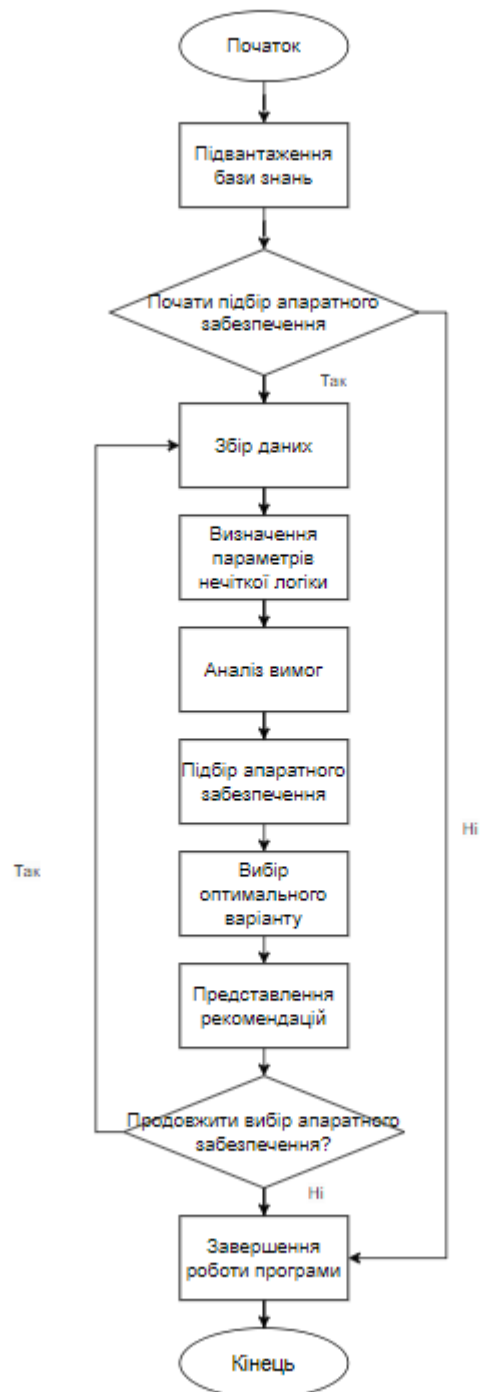 Початок
Підвантаження
бази знань
Почати підбір апаратного
забезпечення
Так
Збір даних
Визначення
параметрів
нечіткої логіки
Аналіз вимог
Підбір апаратного
забезпечення
Ні
Так
Вибір
оптимального
варіанту
Представлення
рекомендацій
Продовжити вибір апаратного
забезпечення?
Ні
Завершення
роботи програми
Кінець